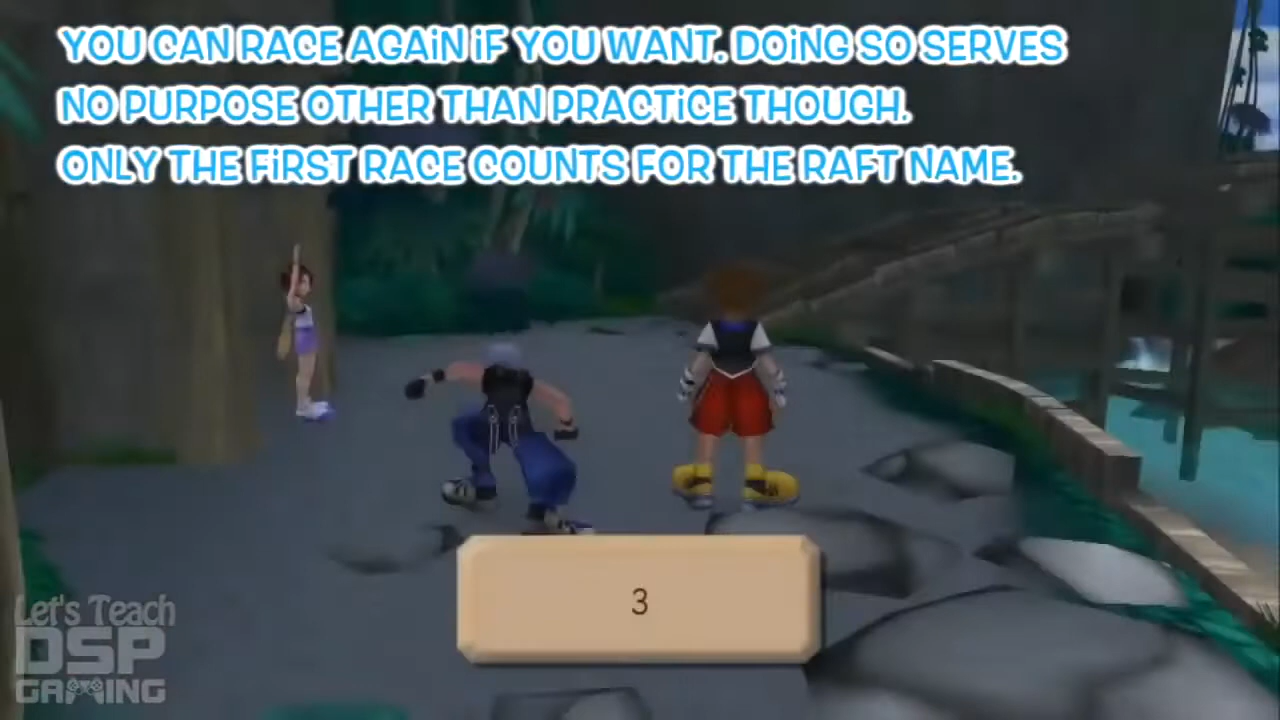 YOU CAN RACE AGAIN IF YOU WANT. DOING SO SERVES
NO PURPOSE OTHER THAN PRACTICE THOUGH.
ONLY THE FIRST RACE COUNTS FOR THE RAFT NAME.
3
Let's Teach
DSP
GAMING